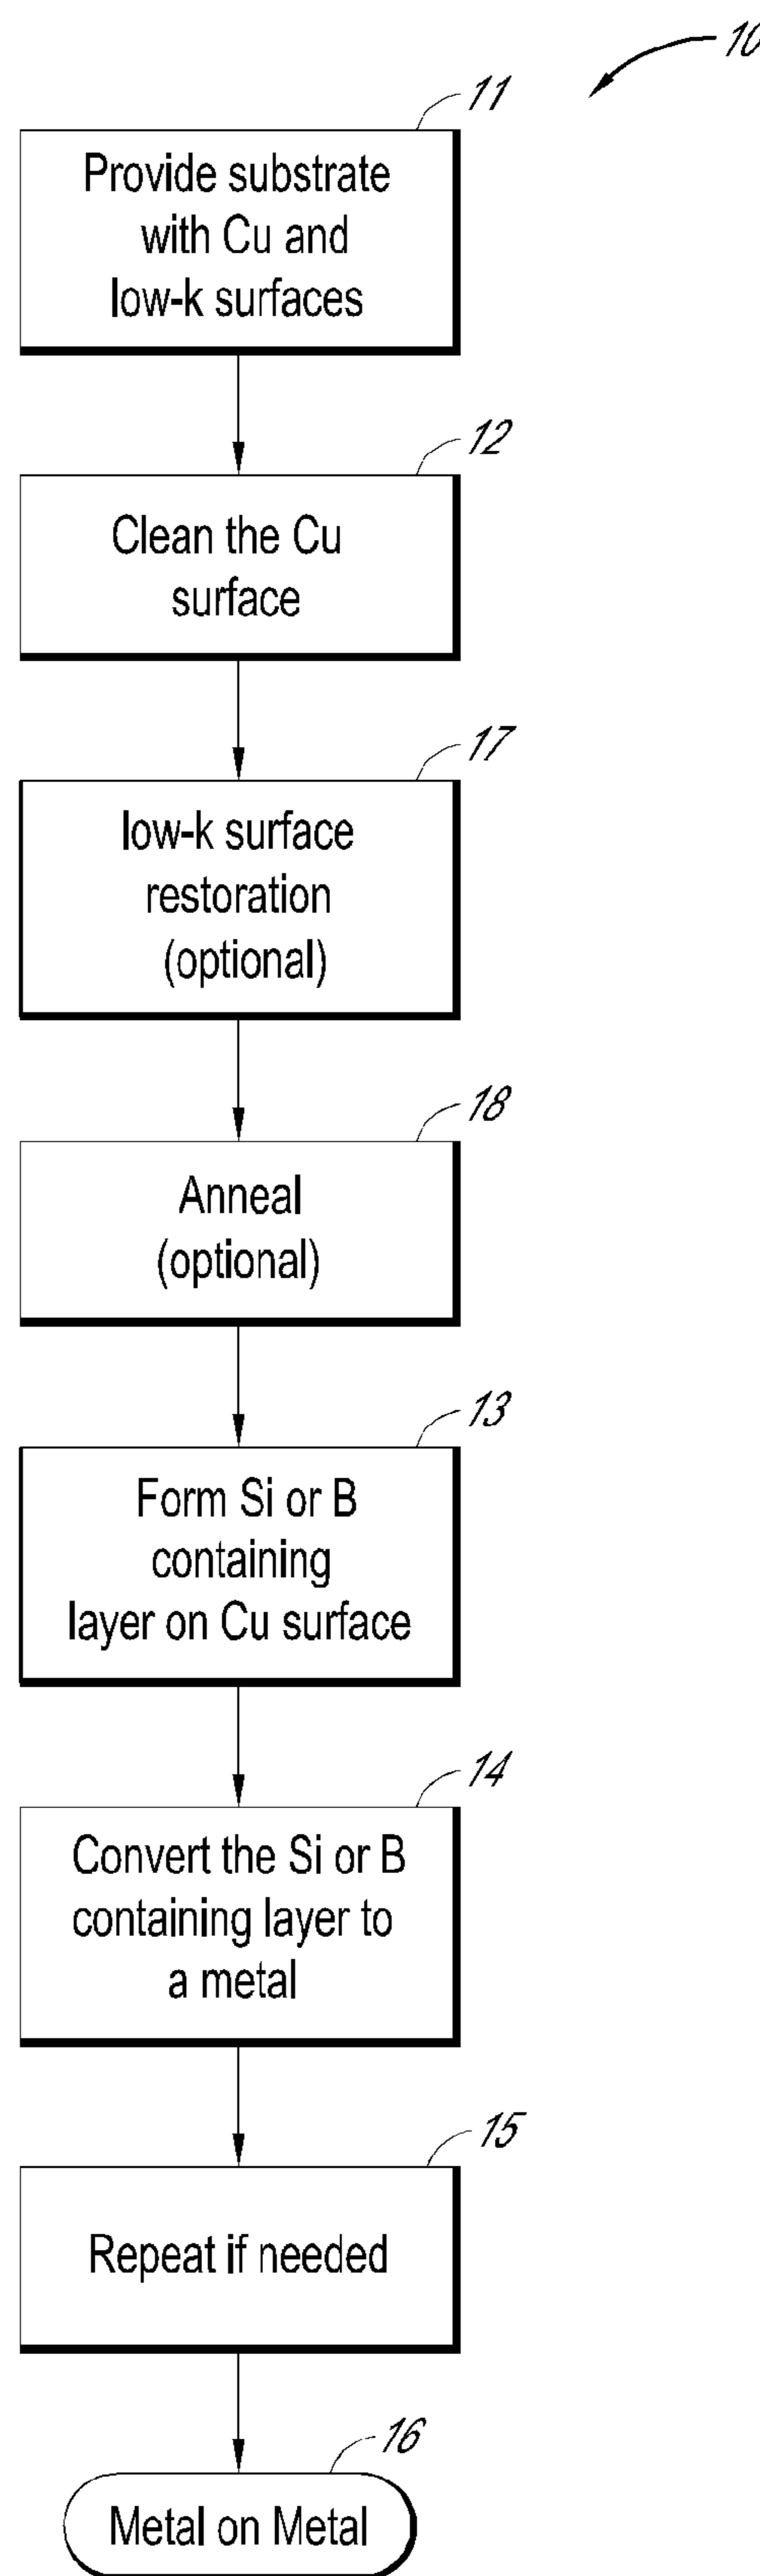 10
11
Provide substrate
with Cu and
low-k surfaces
12
Clean the Cu
surface
17
low-k surface
restoration
(optional)
18
Anneal
(optional)
13
Form Si or B
containing
layer on Cu surface
14
Convert the Si or B
containing layer to
a metal
15
Repeat if needed
16
Metal on Metal